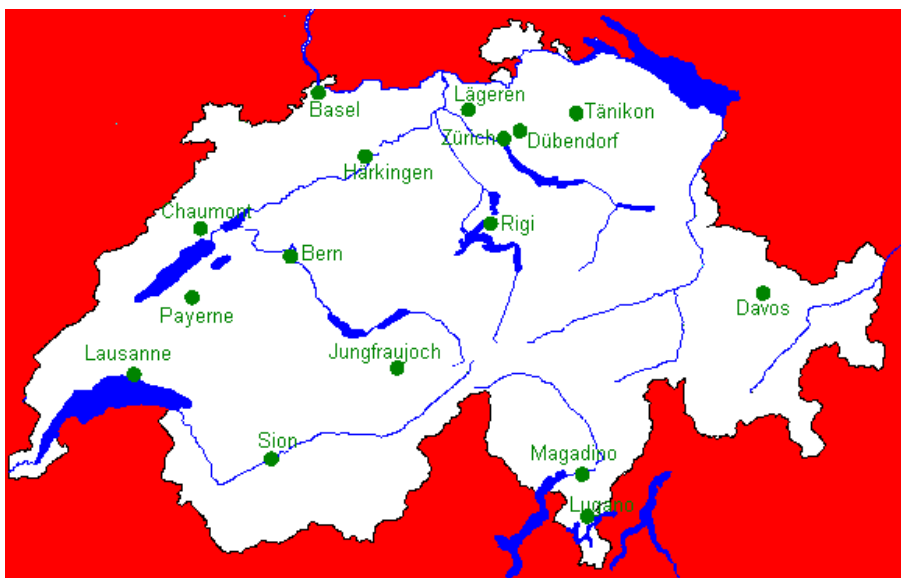 Basel
Lägeren
Tänikon
Zürich
Dübendorf
Härkingen
Chaumont
Rigi
Bern
Davos
Payerne
Lausanne
Jungfraujoch
Sion
Magadino
Lugano